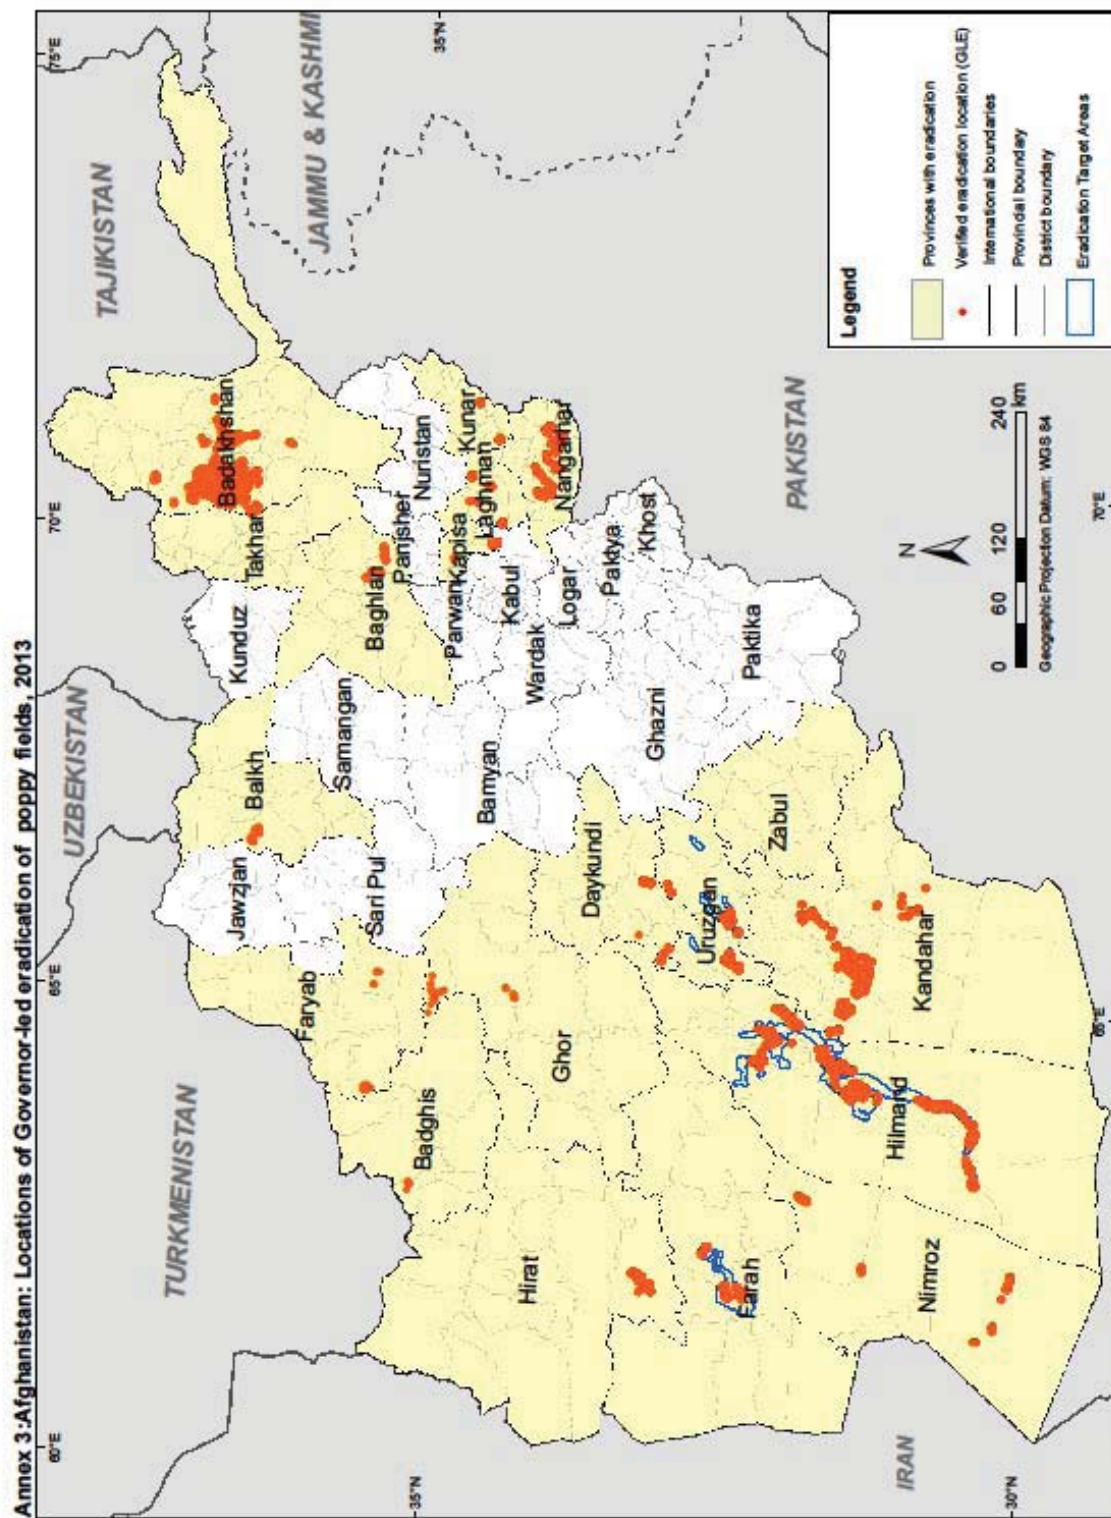 Annex 3:Afghanistan: Locations of Governor-led eradication of poppy fields, 2013
60°E
65°E
70°E
75°E
UZBEKISTAN
TAJIKISTAN
TURKMENISTAN
JAMMU & KASHMI
35°N
35°N
Kunduz
Takhar
Badakhshan
Jawzjan
Balkh
Faryab
Samangan
Baghlan
Sari Pul
Panjsher
Nuristan
Badghis
Parwan
Kapisa
Kunar
Laghman
Bamyan
Kabul
Hirat
Ghor
Wardak
Nangarhar
Daykundi
Logar
Paktya
Khost
Ghazni
Uruzgan
Farah
Zabul
Paktika
Hilmand
Kandahar
Nimroz
PAKISTAN
IRAN
30°N
65°E
70°E
N
0 60 120 240
km
Geographic Projection Datum: WGS 84
Legend
Provinces with eradication
Verified eradication location (GLE)
International boundaries
Provincial boundary
District boundary
Eradication Target Areas